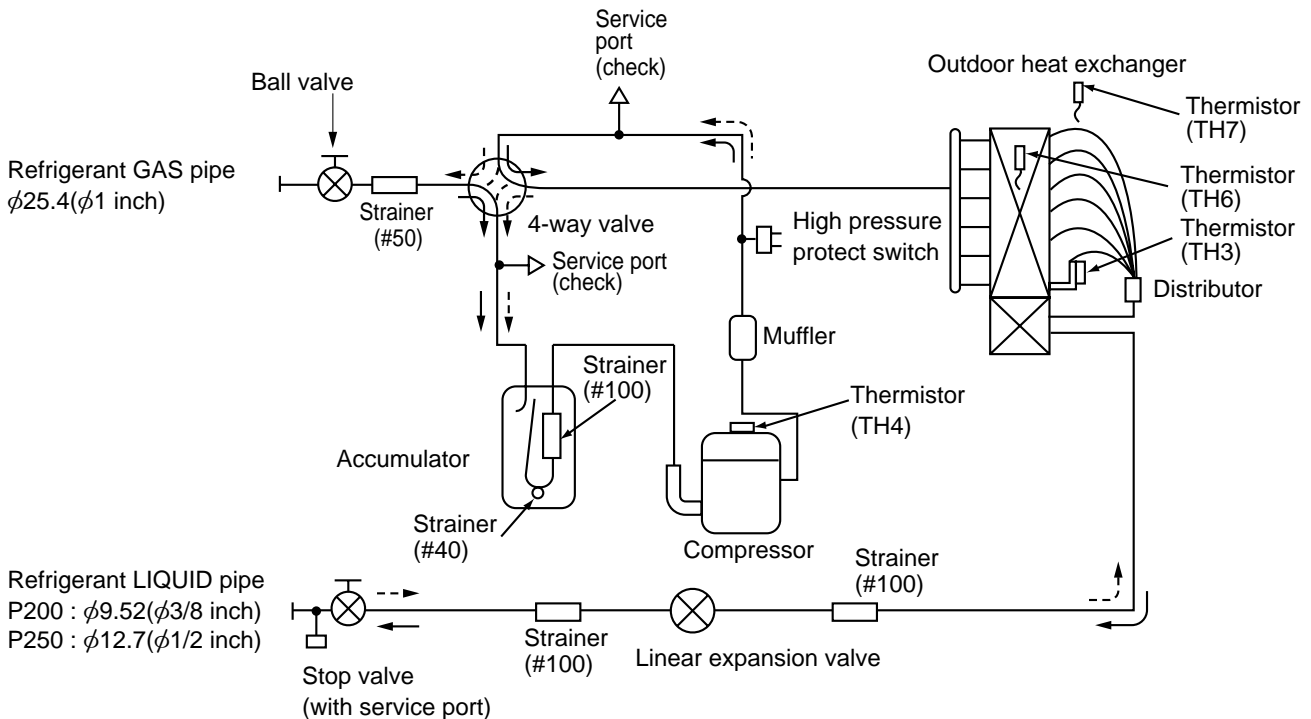 Service
port
(check)
Ball valve
Outdoor heat exchanger
Thermistor
(TH7)
Refrigerant GAS pipe
ϕ25.4(ϕ1 inch)
Strainer
(#50)
4-way valve
Service port
(check)
High pressure
protect switch
Thermistor
(TH6)
Thermistor
(TH3)
Distributor
Muffler
Strainer
(#100)
Thermistor
(TH4)
Accumulator
Strainer
(#40)
Compressor
Refrigerant LIQUID pipe
P200 : ϕ9.52(ϕ3/8 inch)
P250 : ϕ12.7(ϕ1/2 inch)
Strainer
(#100)
Strainer
(#100)
Linear expansion valve
Stop valve
(with service port)